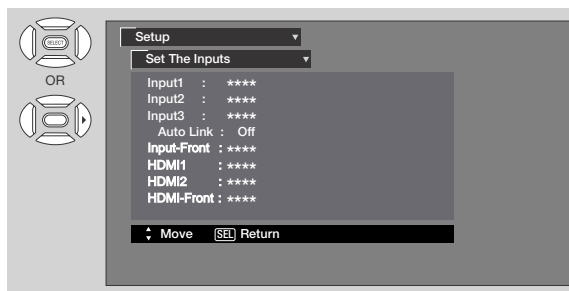 SELECT
OR
Setup
Set The Inputs
Input1 : ****
Input2 : ****
Input3 : ****
Auto Link : Off
Input-Front : ****
HDMI1 : ****
HDMI2 : ****
HDMI-Front : ****
Move SEL Return